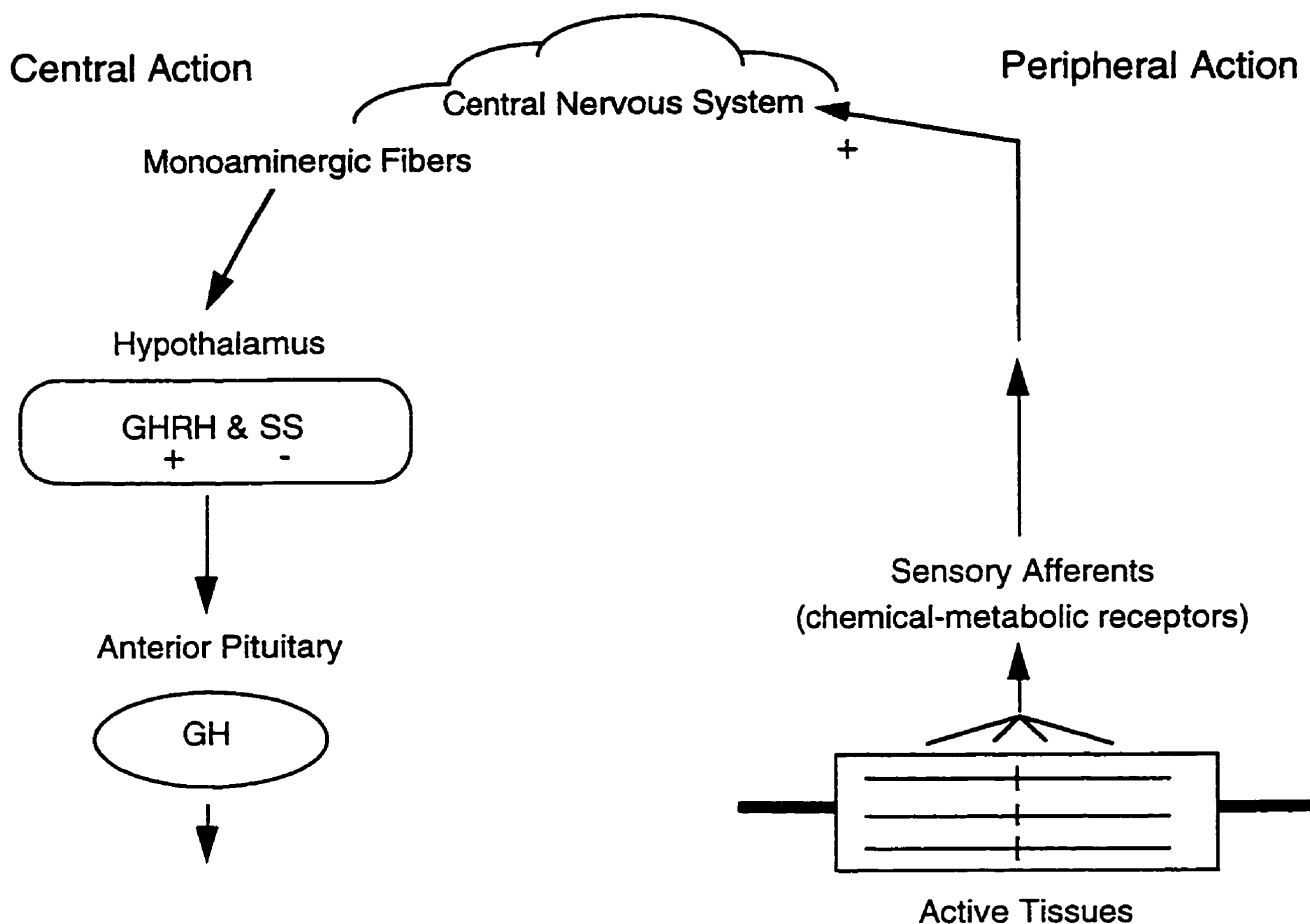 Central Action
Peripheral Action
Central Nervous System
+
Monoaminergic Fibers
Hypothalamus
GHRH & SS
+ -
Anterior Pituitary
GH
Sensory Afferents
(chemical-metabolic receptors)
Active Tissues